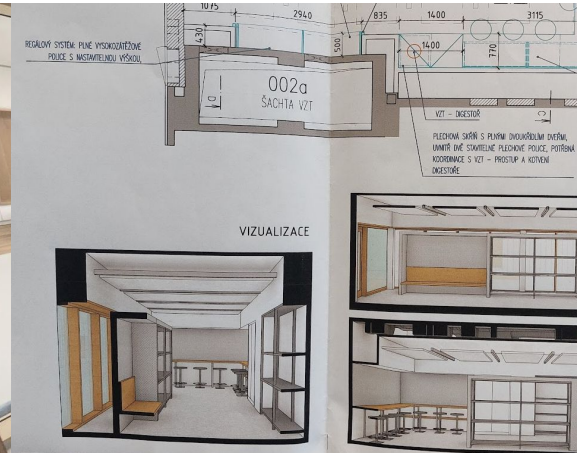 1075
2940
835
1400
3115
430
500
1400
770
REGÁLOVÝ SYSTÉM: PLNÉ VYSOKOZÁTĚŽOVÉ
POLICE S NASTAVITELNOU VÝŠKOU,
002a
ŠACHTA VZT
D
C
VZT - DIGESTOŘ
PLECHOVÁ SKŘÍŇ S PLNÝMI DVOUKŘÍDLÝMI DVEŘMI,
UVNITŘ DVĚ STAVITELNÉ PLECHOVÉ POLICE, POTŘEBNÁ
KOORDINACE S VZT - PROSTUP A KOTVENÍ
DIGESTOŘE
VIZUALIZACE